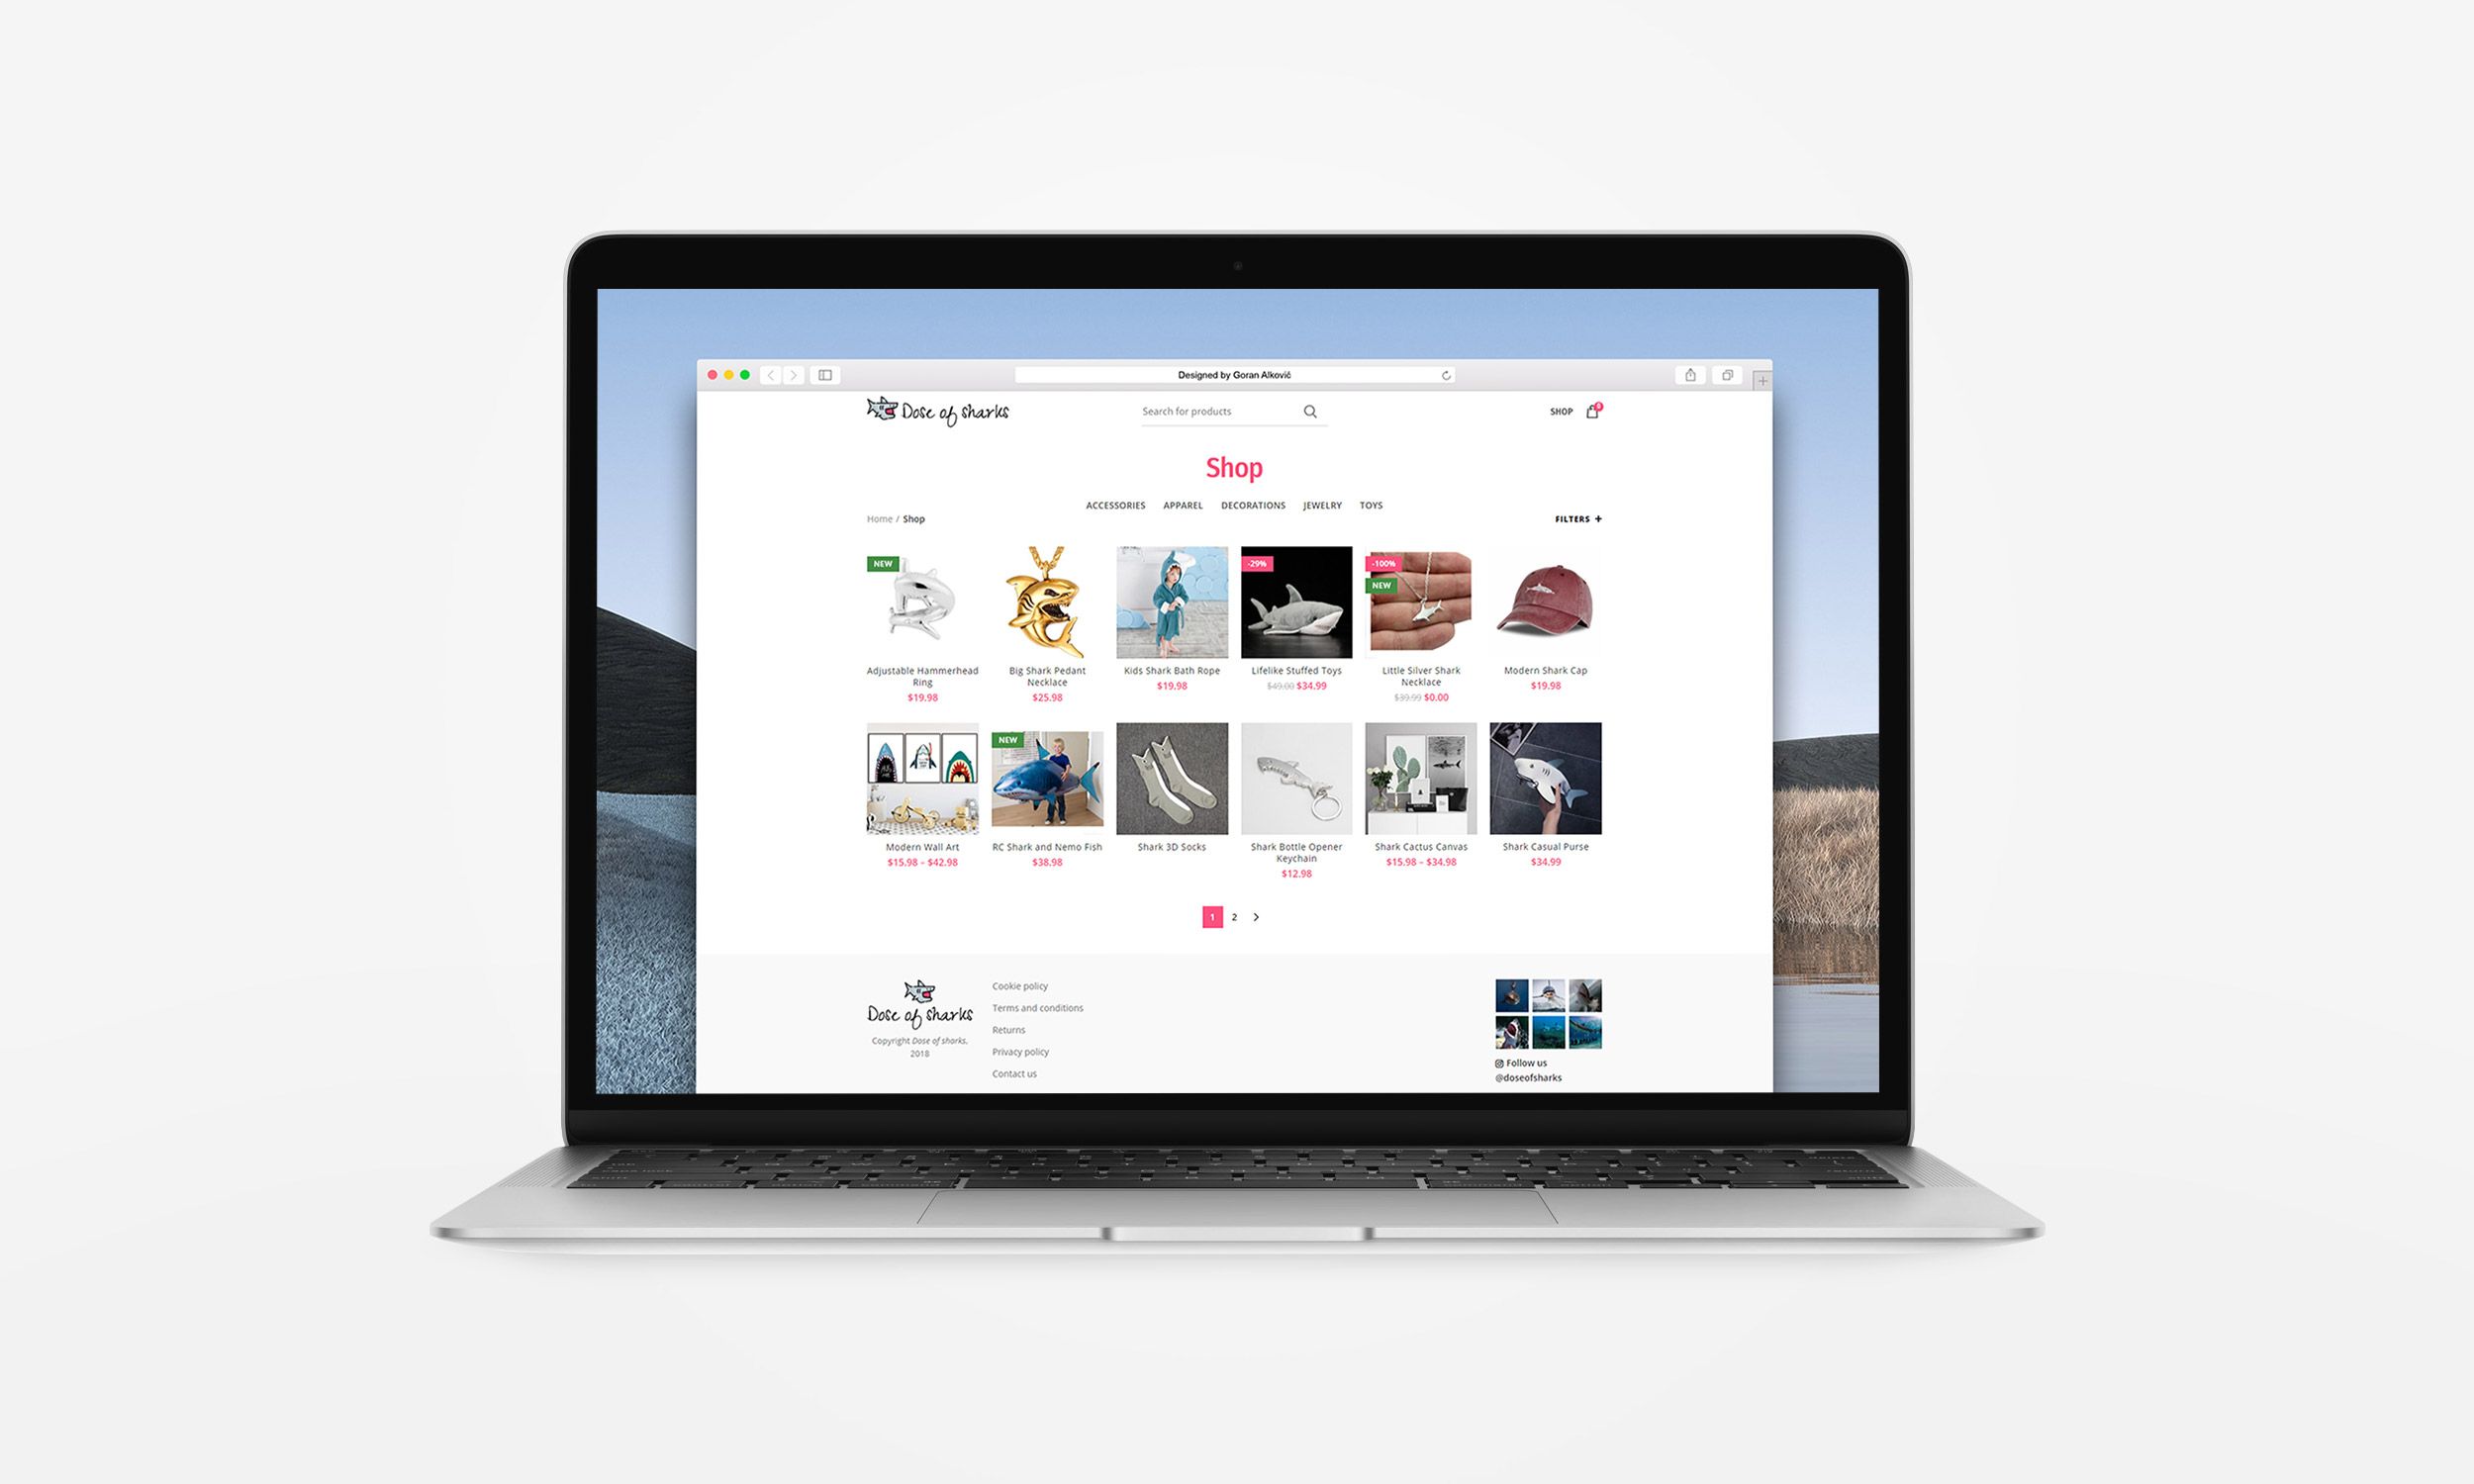 Designed by Goran Alković
Dose of sharks
Search for products
SHOP
Shop
ACCESSORIES APPAREL DECORATIONS JEWELRY TOYS
Home / Shop
FILTERS +
NEW
-29%
-100%
NEW
Adjustable Hammerhead
Ring
$19.98
Big Shark Pedant
Necklace
$25.98
Kids Shark Bath Rope
$19.98
Lifelike Stuffed Toys
$49.00 $34.99
Little Silver Shark
Necklace
$39.99 $0.00
Modern Shark Cap
$19.98
NEW
Modern Wall Art
$15.98 – $42.98
RC Shark and Nemo Fish
$38.98
Shark 3D Socks
Shark Bottle Opener
Keychain
$12.98
Shark Cactus Canvas
$15.98 – $34.98
Shark Casual Purse
$34.99
1 2
Dose of sharks
Copyright Dose of sharks,
2018
Cookie policy
Terms and conditions
Returns
Privacy policy
Contact us
Follow us
@doseofsharks